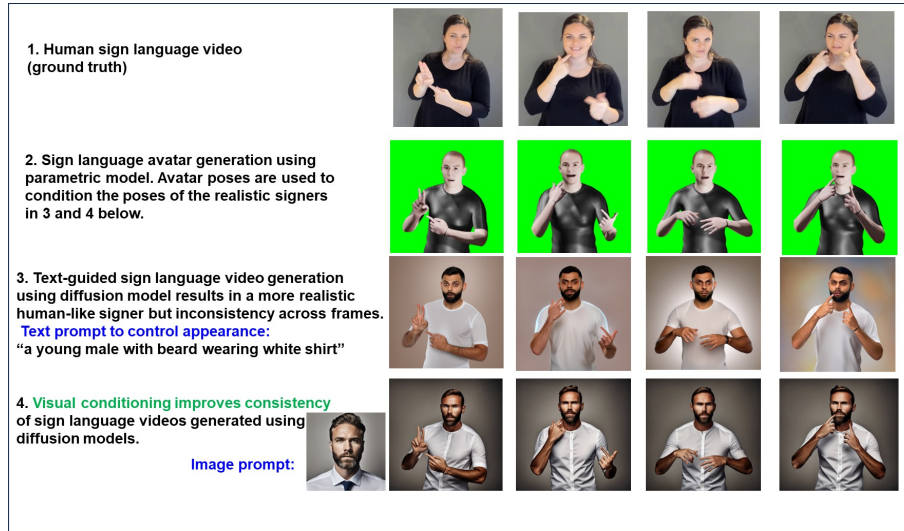 1. Human sign language video
(ground truth)
2. Sign language avatar generation using
parametric model. Avatar poses are used to
condition the poses of the realistic signers
in 3 and 4 below.
3. Text-guided sign language video generation
using diffusion model results in a more realistic
human-like signer but inconsistency across frames.
Text prompt to control appearance:
“a young male with beard wearing white shirt”
4. Visual conditioning improves consistency
of sign language videos generated using
diffusion models.
Image prompt: